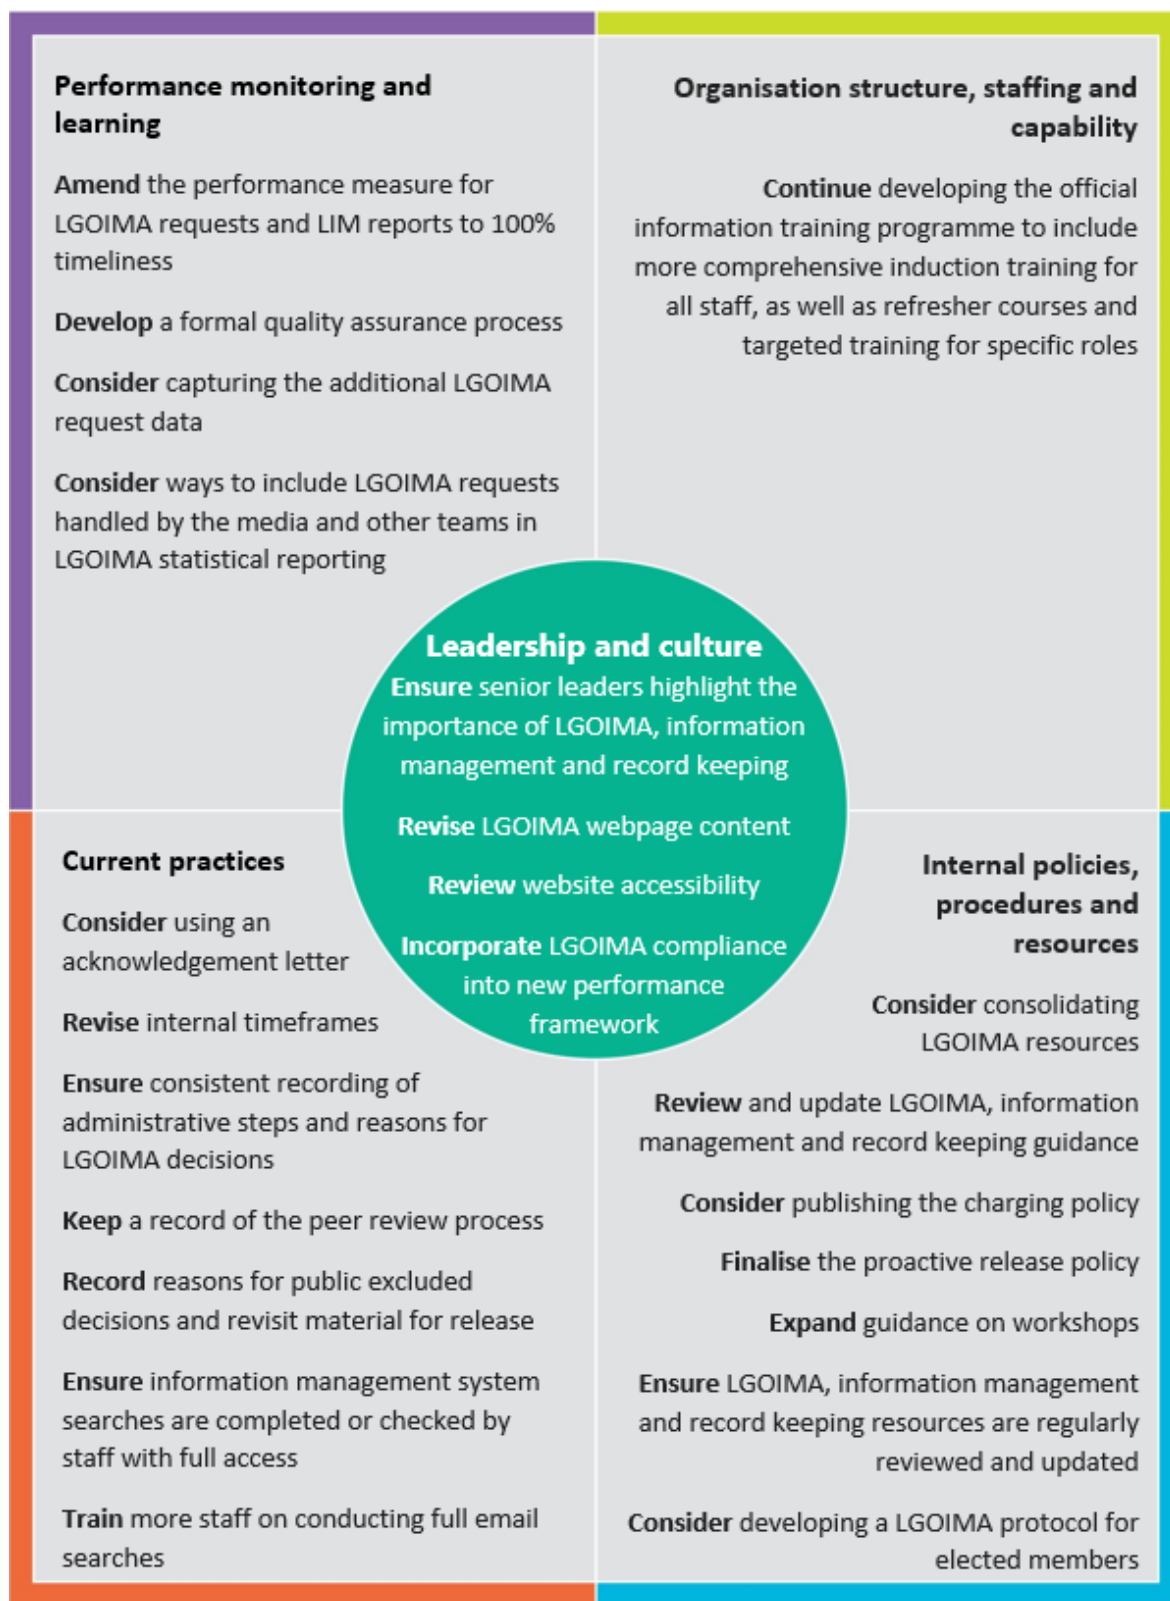 Performance monitoring and
learning
Amend the performance measure for
LGOIMA requests and LIM reports to 100%
timeliness
Develop a formal quality assurance process
Consider capturing the additional LGOIMA
request data
Consider ways to include LGOIMA requests
handled by the media and other teams in
LGOIMA statistical reporting
Organisation structure, staffing and
capability
Continue developing the official
information training programme to include
more comprehensive induction training for
all staff, as well as refresher courses and
targeted training for specific roles
Leadership and culture
Ensure senior leaders highlight the
importance of LGOIMA, information
management and record keeping
Revise LGOIMA webpage content
Review website accessibility
Incorporate LGOIMA compliance
into new performance
framework
Current practices
Consider using an
acknowledgement letter
Revise internal timeframes
Ensure consistent recording of
administrative steps and reasons for
LGOIMA decisions
Keep a record of the peer review process
Record reasons for public excluded
decisions and revisit material for release
Ensure information management system
searches are completed or checked by
staff with full access
Train more staff on conducting full email
searches
Internal policies,
procedures and
resources
Consider consolidating
LGOIMA resources
Review and update LGOIMA, information
management and record keeping guidance
Consider publishing the charging policy
Finalise the proactive release policy
Expand guidance on workshops
Ensure LGOIMA, information management
and record keeping resources are regularly
reviewed and updated
Consider developing a LGOIMA protocol for
elected members